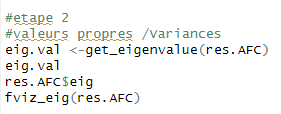 #etape 2
#valeurs propres /Variances
eig.val <-get_eigenvalue(res.AFC)
eig.val
res.AFC$eig
fviz_eig(res.AFC)